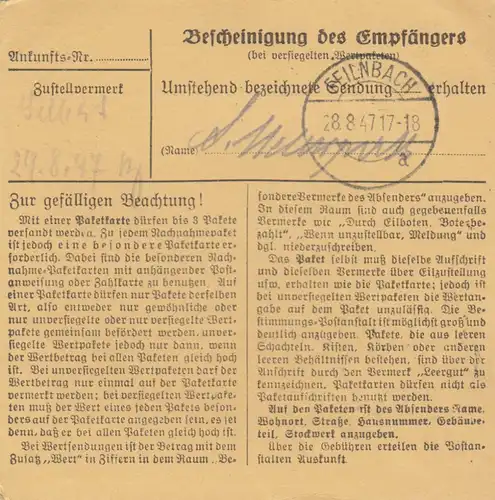 Bescheinigung des Empfängers
(bei versiegelten Wertpaketen)
Ankunfts-Nr.
Zustellvermerk
Umstehend bezeichnete Sendung erhalten
FEILNBACH
28.8.47.17-18
a
(Name)
29.8.47
Zur gefälligen Beachtung!
Mit einer Paketkarte dürfen bis 3 Pakete
versandt werden. Zu jedem Nachnahmepaket
ist jedoch eine besondere Paketkarte er-
forderlich. Dabei sind die besonderen Nach-
nahme-Paketkarten mit anhängender Post-
anweisung oder Zahlkarte zu benutzen. Auf
einer Paketkarte dürfen nur Pakete derselben
Art, also entweder nur gewöhnliche oder
nur unversiegelte oder nur versiegelte Wert-
pakete gemeinsam befördert werden, unver-
siegelte Wertpakete jedoch nur dann, wenn
der Wertbetrag bei allen Paketen gleich hoch
ist. Bei unversiegelten Wertpaketen darf der
Wertbetrag nur einmal auf der Paketkarte
vermerkt werden; bei versiegelten Wertpake-
ten muß der Wert eines jeden Pakets beson-
ders auf der Paketkarte angegeben sein, es sei
denn, daß er bei allen Paketen gleich hoch ist.
Bei Wertsendungen ist der Betrag mit dem
Zusatz „Wert" in Ziffern in dem Raum „Be-
sondere Vermerke des Absenders" anzugeben.
In diesem Raum sind auch gegebenenfalls
Vermerke wie „Durch Eilboten, Bote bez-
ahlt", „Wenn unzustellbar, Meldung" und
dgl. niederzuschreiben.
Das Paket selbst muß dieselbe Aufschrift
und dieselben Vermerke über Eilzustellung
usw. erhalten wie die Paketkarte; jedoch ist
bei unversiegelten Wertpaketen die Wertan-
gabe auf dem Paket unzulässig. Die Be-
stimmungs-Postanstalt ist möglichst groß und
deutlich anzugeben. Pakete, die aus leeren
Schachteln, Kisten, Körben oder anderen
leeren Behältnissen bestehen, sind über der
Anschrift durch den Vermerk „Leergut" zu
kennzeichnen. Paketkarten dürfen nicht als
Paketaufschriften benutzt werden.
Auf den Paketen ist des Absenders Name,
Wohnort, Straße, Hausnummer, Gebäude-
teil, Stockwerk anzugeben.
Über die Gebühren erteilen die Postan-
stalten Auskunft.